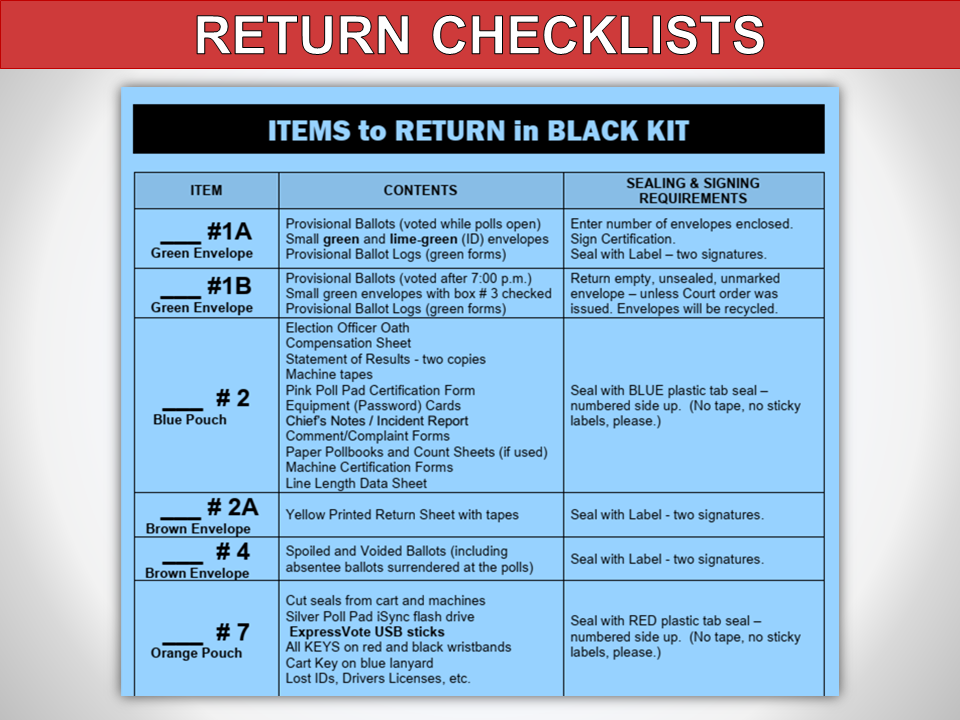 RETURN CHECKLISTS
ITEMS to RETURN in BLACK KIT
ITEM
CONTENTS
SEALING & SIGNING
REQUIREMENTS
___ #1A
Green Envelope
Provisional Ballots (voted while polls open)
Small green and lime-green (ID) envelopes
Provisional Ballot Logs (green forms)
Enter number of envelopes enclosed.
Sign Certification.
Seal with Label – two signatures.
___ #1B
Green Envelope
Provisional Ballots (voted after 7:00 p.m.)
Small green envelopes with box # 3 checked
Provisional Ballot Logs (green forms)
Return empty, unsealed, unmarked
envelope – unless Court order was
issued. Envelopes will be recycled.
___ # 2
Blue Pouch
Election Officer Oath
Compensation Sheet
Statement of Results - two copies
Machine tapes
Pink Poll Pad Certification Form
Equipment (Password) Cards
Chief's Notes / Incident Report
Comment/Complaint Forms
Paper Pollbooks and Count Sheets (if used)
Machine Certification Forms
Line Length Data Sheet
Seal with BLUE plastic tab seal –
numbered side up. (No tape, no sticky
labels, please.)
___ # 2A
Brown Envelope
Yellow Printed Return Sheet with tapes
Seal with Label - two signatures.
___ # 4
Brown Envelope
Spoiled and Voided Ballots (including
absentee ballots surrendered at the polls)
Seal with Label - two signatures.
___ # 7
Orange Pouch
Cut seals from cart and machines
Silver Poll Pad iSync flash drive
ExpressVote USB sticks
All KEYS on red and black wristbands
Cart Key on blue lanyard
Lost IDs, Drivers Licenses, etc.
Seal with RED plastic tab seal –
numbered side up. (No tape, no sticky
labels, please.)